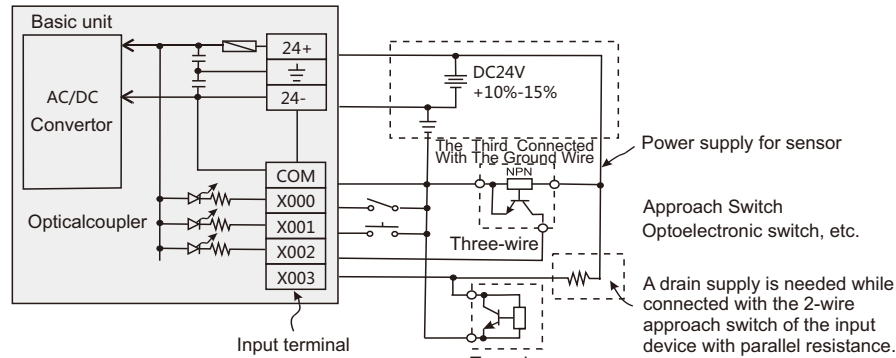 Basic unit
AC/DC
Convertor
24+
24-
COM
X000
X001
X002
X003
Opticalcoupler
Input terminal
DC24V
+10%-15%
The Third Connected
With The Ground Wire
NPN
Three-wire
Power supply for sensor
Approach Switch
Optoelectronic switch, etc.
A drain supply is needed while
connected with the 2-wire
approach switch of the input
device with parallel resistance.